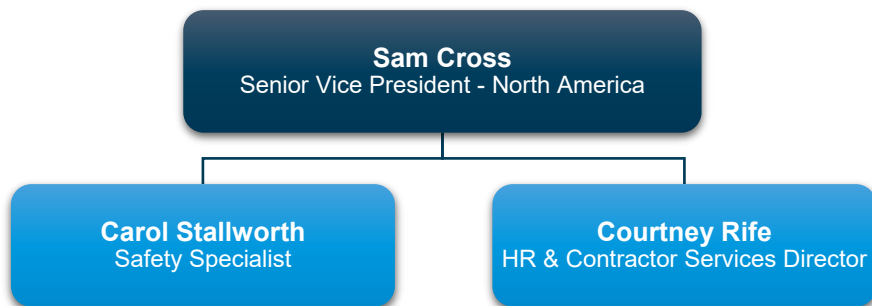 Sam Cross
Senior Vice President - North America
Carol Stallworth
Safety Specialist
Courtney Rife
HR & Contractor Services Director